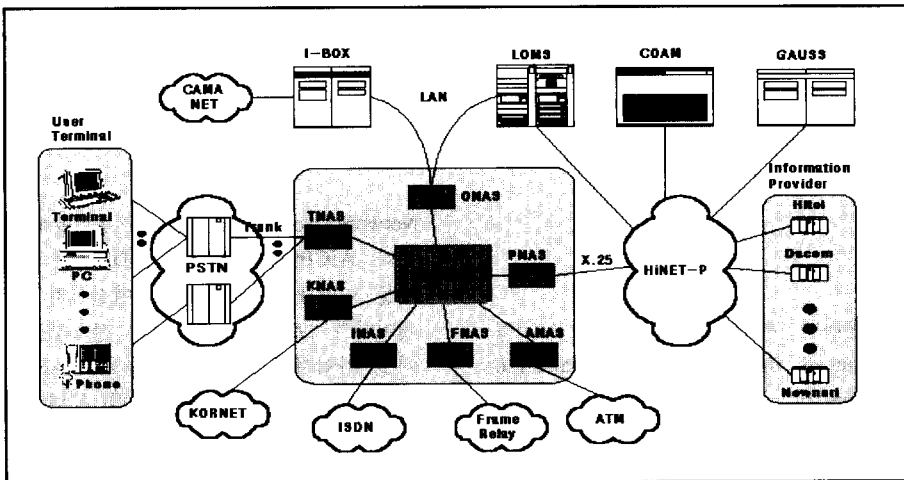 I-BOX
LOMS
COAM
GAUSS
CAMA
NET
LAN
User
Terminal
Information
Provider
HNel
ONAS
Terminal
Trunk
TNAS
PSTN
PC
PNAS
X.25
HiNET-P
Dacom
KNAS
INAS
FNAS
ANAS
Phone
KORNET
ISDN
Frame
Relay
ATM
Nownuri